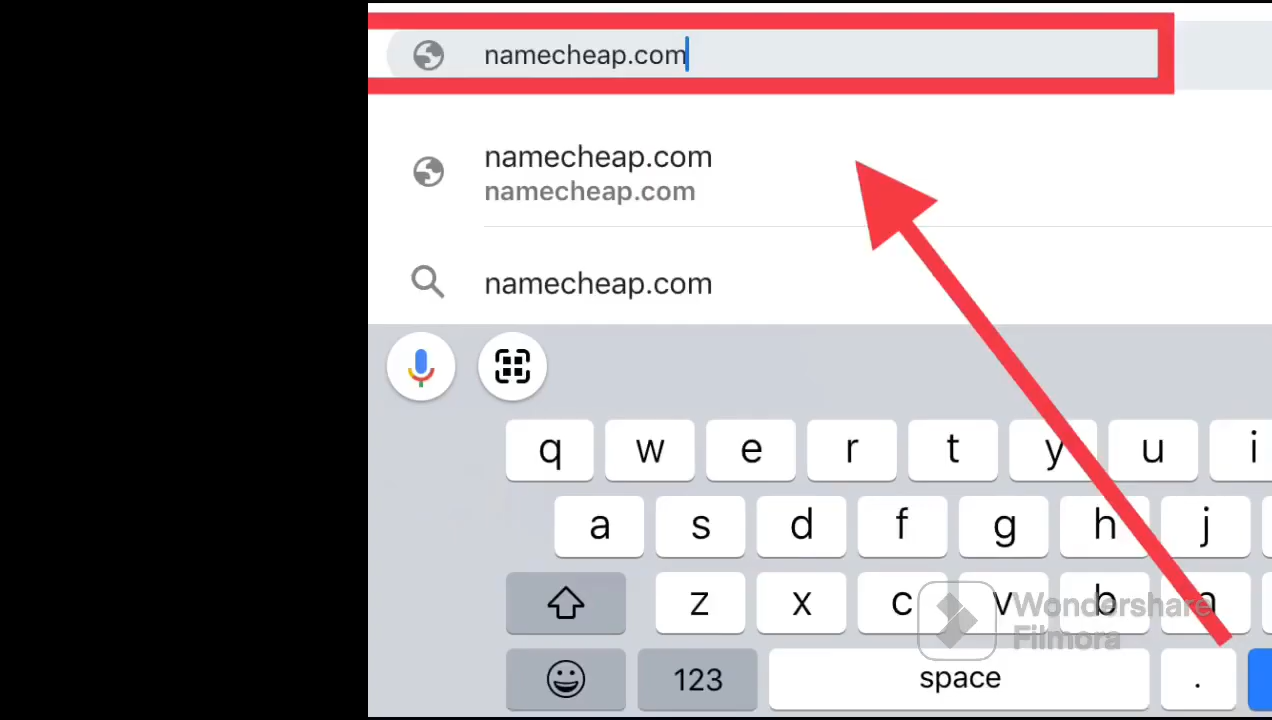 namecheap.com
namecheap.com
namecheap.com
namecheap.com
q w e r t y u i
a s d f g h j
z x c v b n
123 space .
Wondershare
Filmora